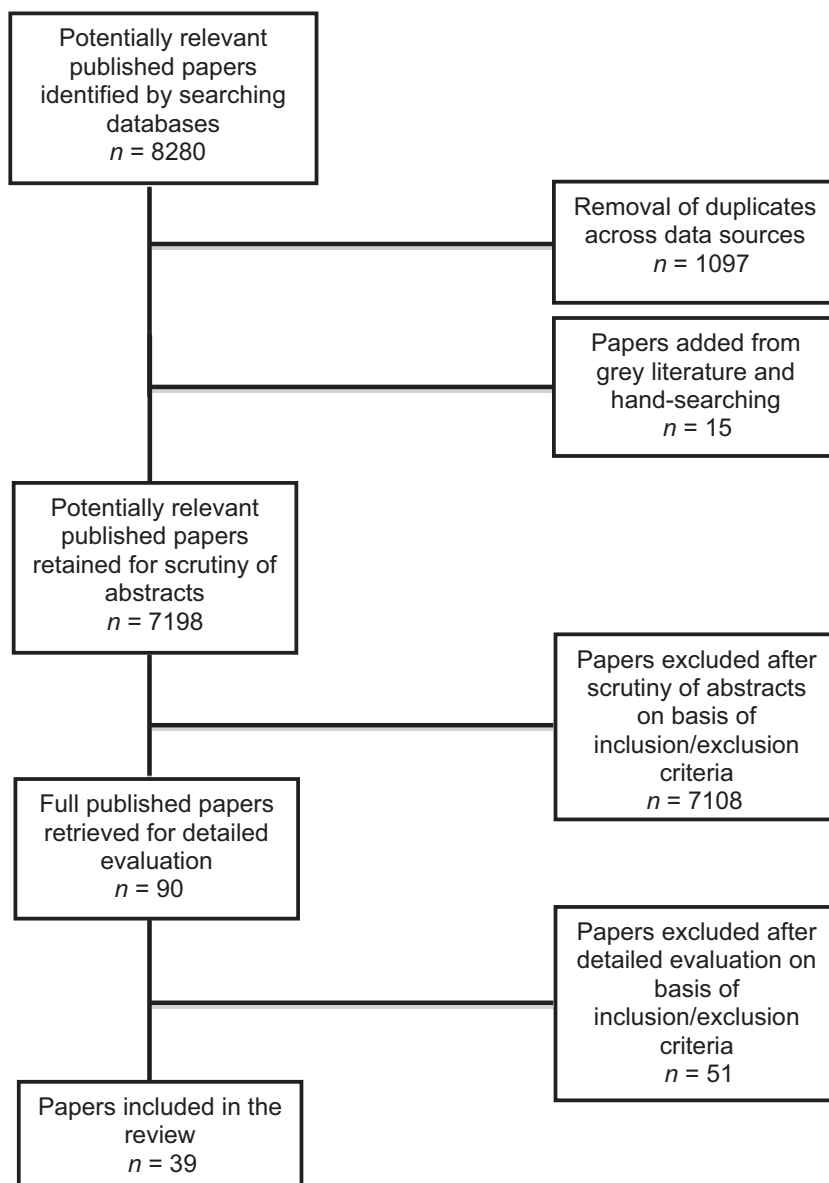 Potentially relevant
published papers
identified by searching
databases
n = 8280
Removal of duplicates
across data sources
n = 1097
Papers added from
grey literature and
hand-searching
n = 15
Potentially relevant
published papers
retained for scrutiny of
abstracts
n = 7198
Papers excluded after
scrutiny of abstracts
on basis of
inclusion/exclusion
criteria
n = 7108
Full published papers
retrieved for detailed
evaluation
n = 90
Papers excluded after
detailed evaluation on
basis of
inclusion/exclusion
criteria
n = 51
Papers included in the
review
n = 39